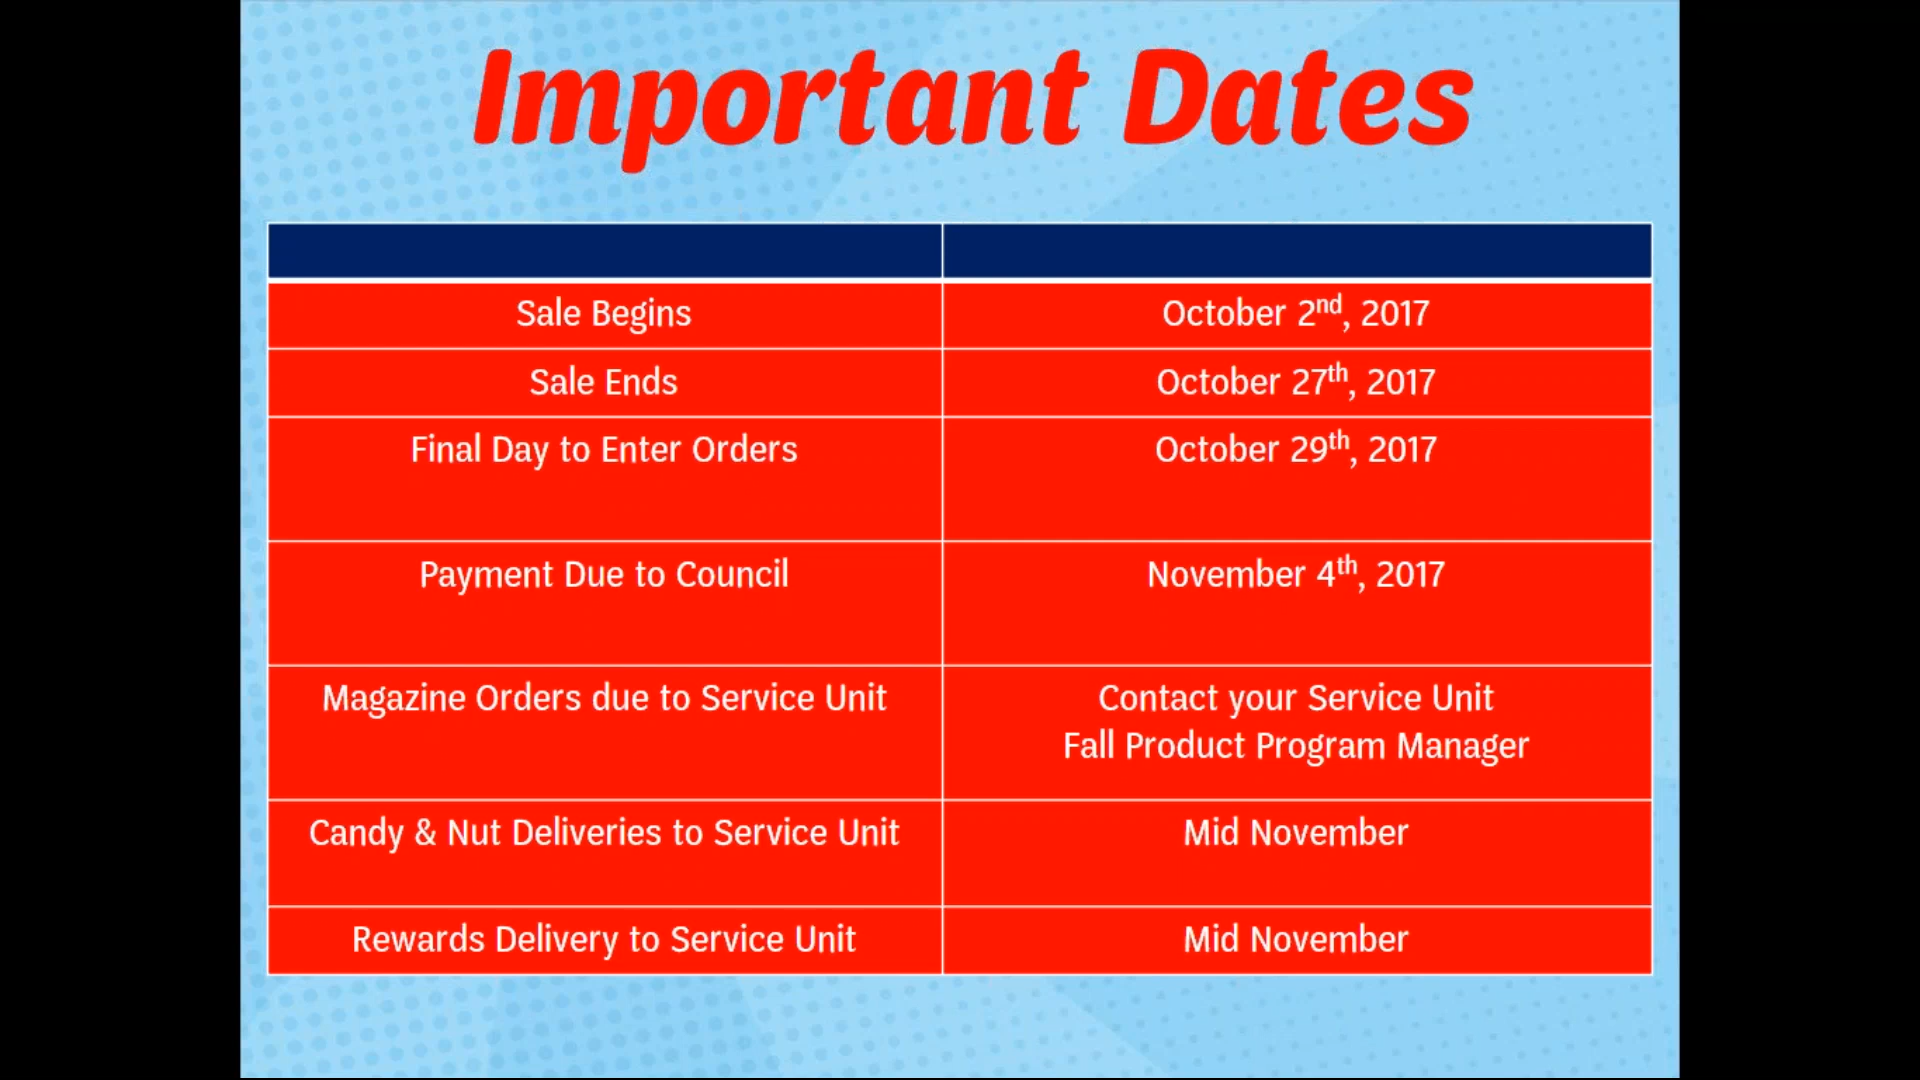 Important Dates
Sale Begins
October 2nd, 2017
Sale Ends
October 27th, 2017
Final Day to Enter Orders
October 29th, 2017
Payment Due to Council
November 4th, 2017
Magazine Orders due to Service Unit
Contact your Service Unit
Fall Product Program Manager
Candy & Nut Deliveries to Service Unit
Mid November
Rewards Delivery to Service Unit
Mid November